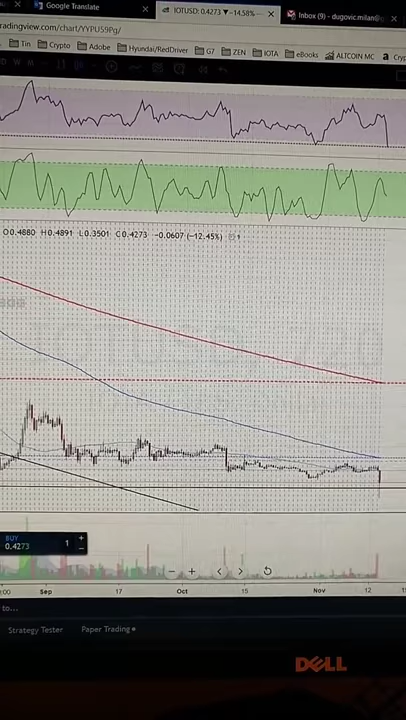 Google Translate
IOTUSD: 0.4273 ▼ −14.58%
Inbox (9) - dugovic.milan@
radingview.com/chart/YYPU59Pg/
Tin
Crypto
Adobe
Hyundai/RedDriver
G7
ZEN
IOTA
eBooks
ALTCOIN MC
O0.4880 H0.4891 L0.3501 C0.4273 −0.0607 (−12.45%)
BUY
0.4273
1
Sep
17
Oct
15
Nov
12
to...
Strategy Tester
Paper Trading
DELL